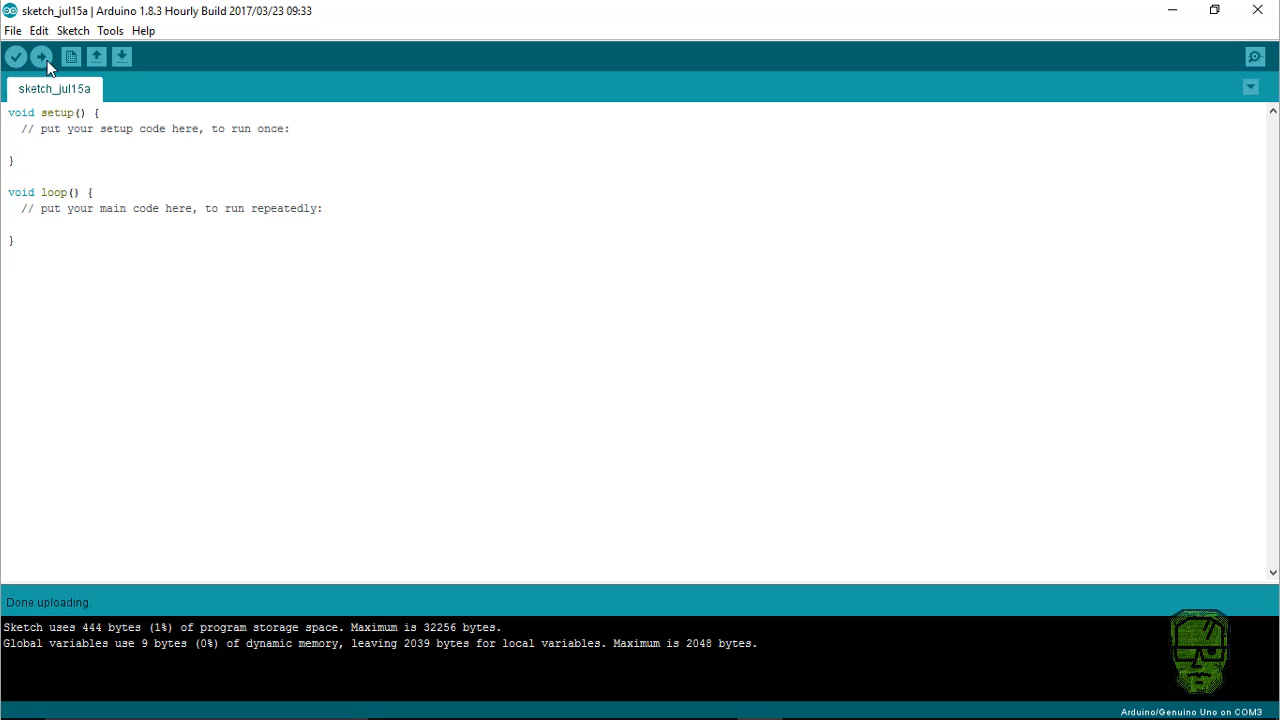 sketch_jul15a | Arduino 1.8.3 Hourly Build 2017/03/23 09:33
File Edit Sketch Tools Help
sketch_jul15a
void setup() {
  // put your setup code here, to run once:
}
void loop() {
  // put your main code here, to run repeatedly:
}
Done uploading.
Sketch uses 444 bytes (1%) of program storage space. Maximum is 32256 bytes.
Global variables use 9 bytes (0%) of dynamic memory, leaving 2039 bytes for local variables. Maximum is 2048 bytes.
Arduino/Genuino Uno on COM3